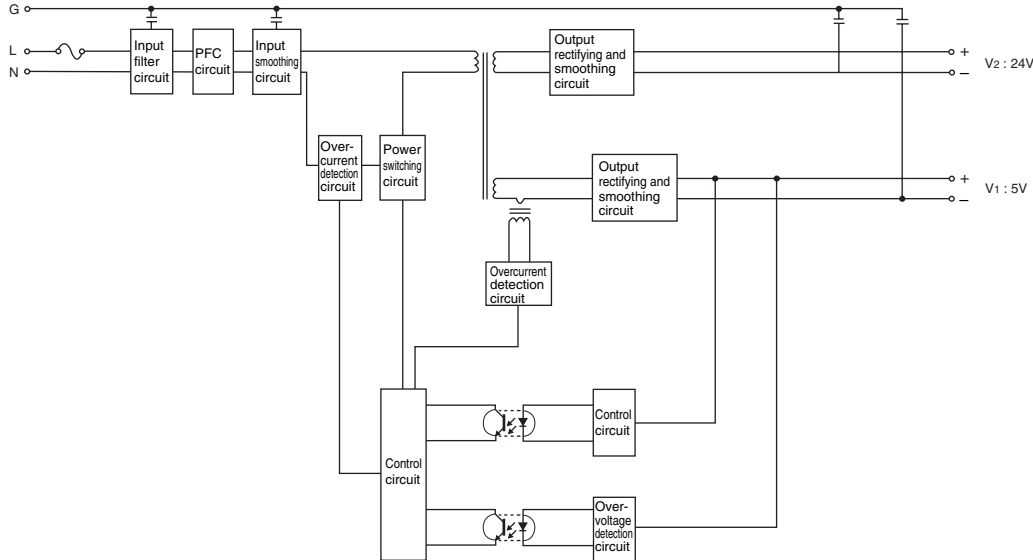 G
L
N
Input
filter
circuit
PFC
circuit
Input
smoothing
circuit
Output
rectifying and
smoothing
circuit
+
−
V2 : 24V
Over-
current
detection
circuit
Power
switching
circuit
Output
rectifying and
smoothing
circuit
+
−
V1 : 5V
Overcurrent
detection
circuit
Control
circuit
Control
circuit
Over-
voltage
detection
circuit